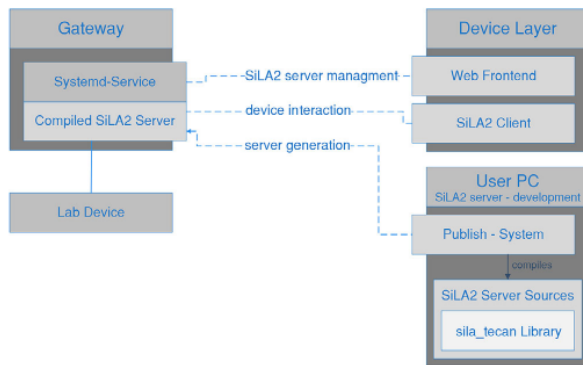 Gateway
Systemd-Service
Compiled SiLA2 Server
Lab Device
SiLA2 server managment
device interaction
server generation
Device Layer
Web Frontend
SiLA2 Client
User PC
SiLA2 server - development
Publish - System
compiles
SiLA2 Server Sources
sila_tecan Library